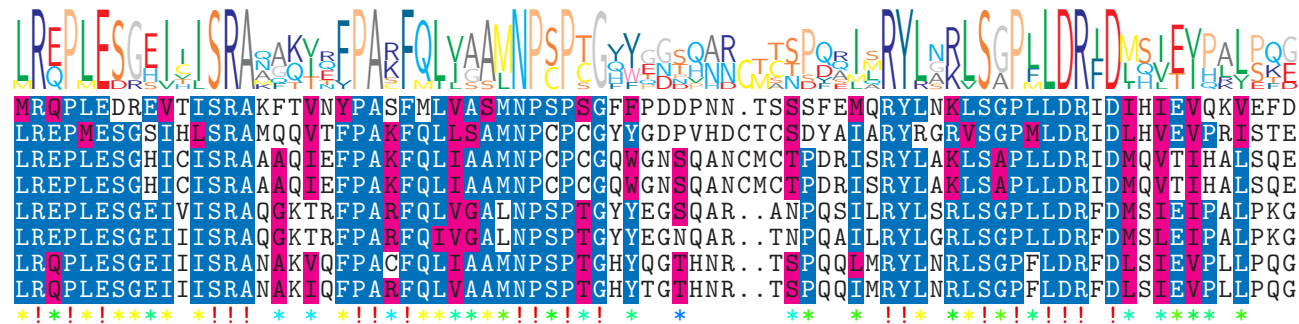 MRQPLEDREVTISRAKFTVNYPASFMLVASMNPSPSGFFPDDPNN.TSSSFEMQRYLNKLSGPLLDRIDIHIEVQKVEFD
LREPMESGSIHLSRAMQQVTFPAKFQLLSAMNPCPCGYYGDPVHDCTCSDYAIARYRGRVSGPMLDRIDLHVEVPRISTE
LREPLESGHICISRAAAQIEFPAKFQLIAAMNPCPCGQWGNSQANCMCTPDRISRYLAKLSAPLLDRIDMQVTIHALSQE
LREPLESGHICISRAAAQIEFPAKFQLIAAMNPCPCGQWGNSQANCMCTPDRISRYLAKLSAPLLDRIDMQVTIHALSQE
LREPLESGEIVISRAQGKTRFPARFQLVGALNPSPTGYYEGSQAR..ANPQSILRYLSRLSGPLLDRFDMSIEIPALPKG
LREPLESGEIIISRAQGKTRFPARFQIVGALNPSPTGYYEGNQAR..TNPQAILRYLGRLSGPLLDRFDMSLEIPALPKG
LRQPLESGEIIISRANAKVQFPACFQLIAAMNPSPTGHYQGTHNR..TSPQQLMRYLNRLSGPFLDRFDLSIEVPLLPQG
LRQPLESGEIIISRANAKIQFPARFQLVAAMNPSPTGHYTGTHNR..TSPQQIMRYLNRLSGPFLDRFDLSIEVPLLPQG